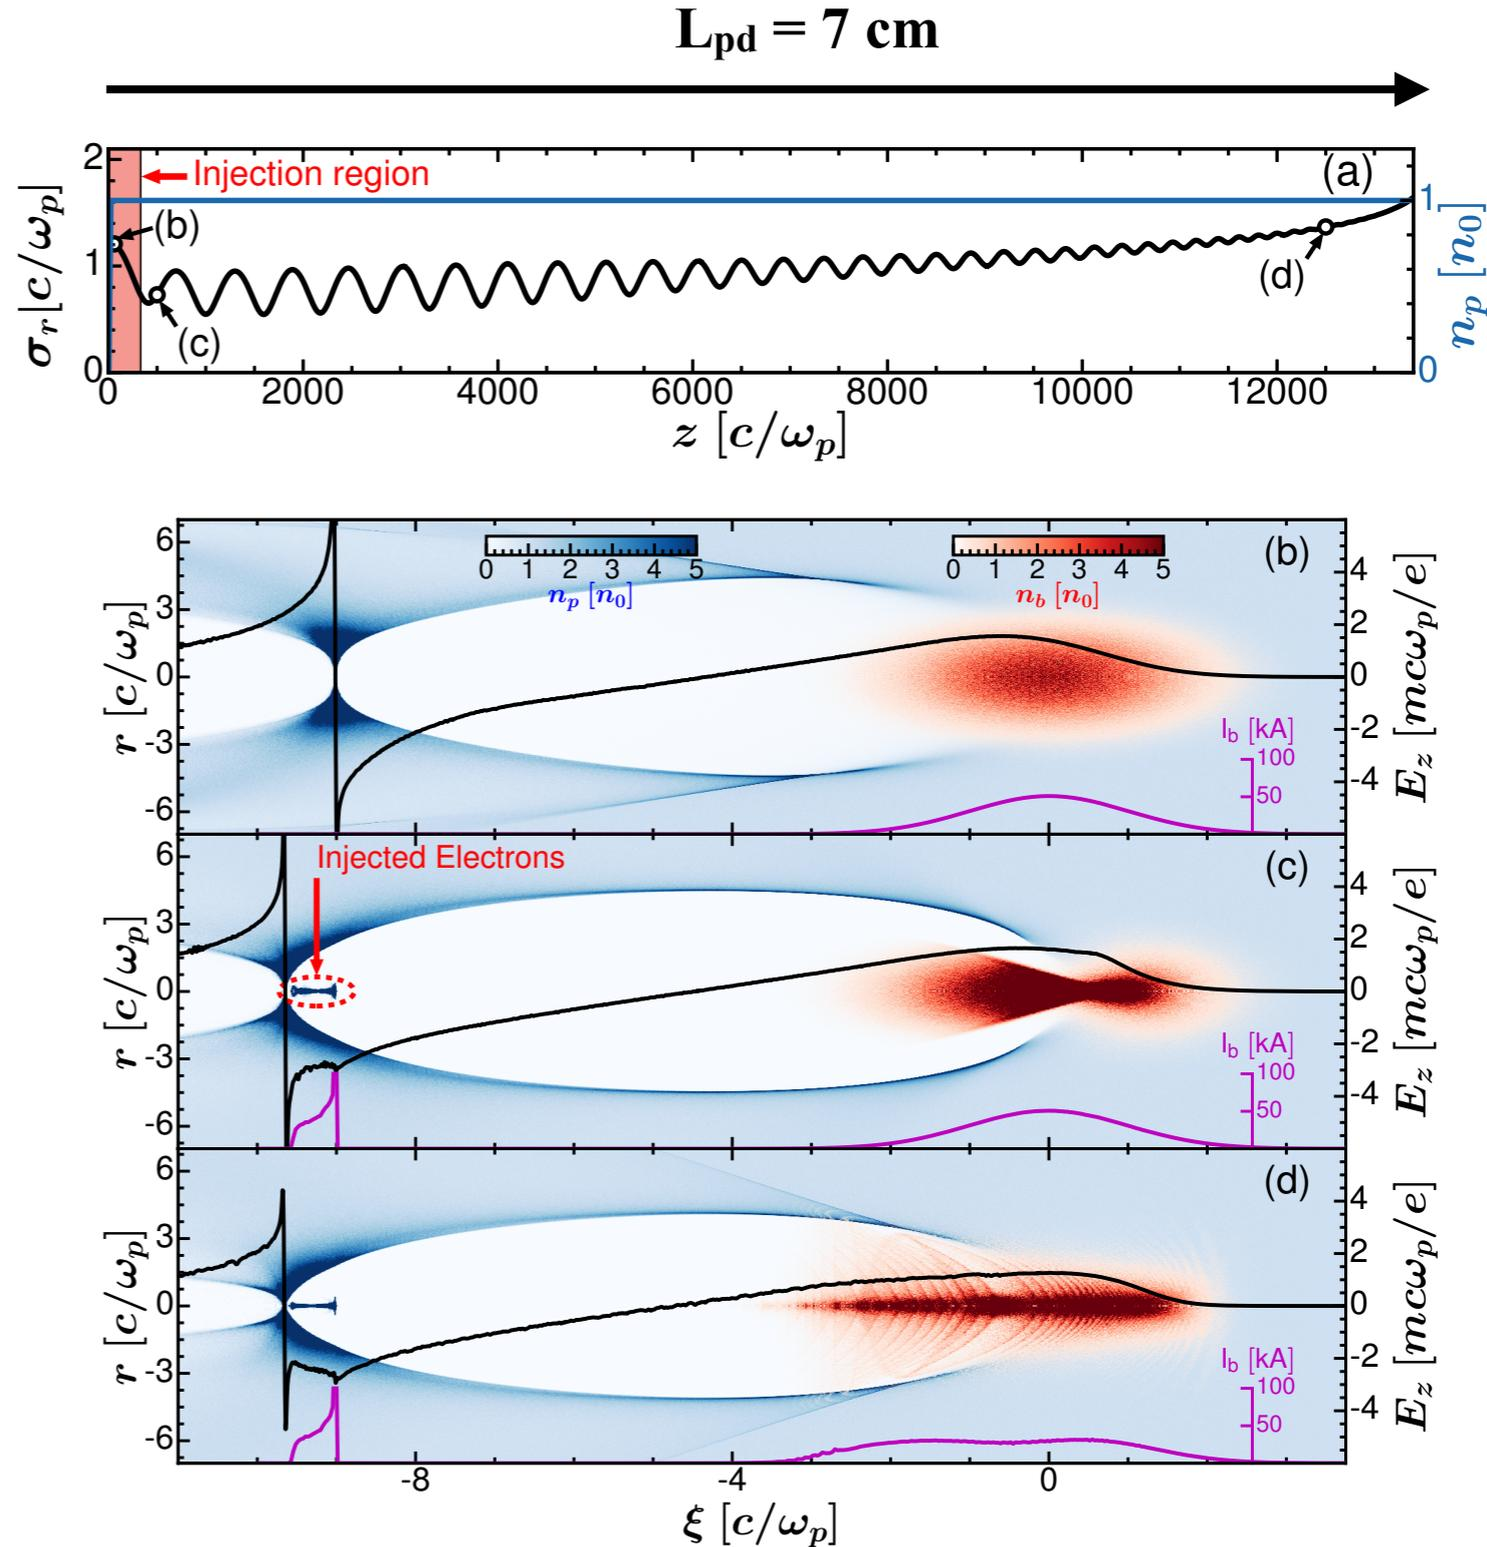 L_pd = 7 cm
2
Injection region
(a)
1
(b)
σ_r [c/ω_p]
1
n_p [n_0]
(d)
(c)
0
0
0 2000 4000 6000 8000 10000 12000
z [c/ω_p]
6
(b)
0 1 2 3 4 5
0 1 2 3 4 5
4
n_p [n_0]
n_b [n_0]
3
2
r [c/ω_p]
0
0
E_z [mcω_p/e]
-3
-2
I_b [kA]
100
50
-4
-6
6
Injected Electrons
(c)
4
3
2
r [c/ω_p]
0
0
E_z [mcω_p/e]
-3
-2
I_b [kA]
100
50
-4
-6
6
(d)
4
3
2
r [c/ω_p]
0
0
E_z [mcω_p/e]
-3
-2
I_b [kA]
100
50
-4
-6
-8 -4 0
ξ [c/ω_p]